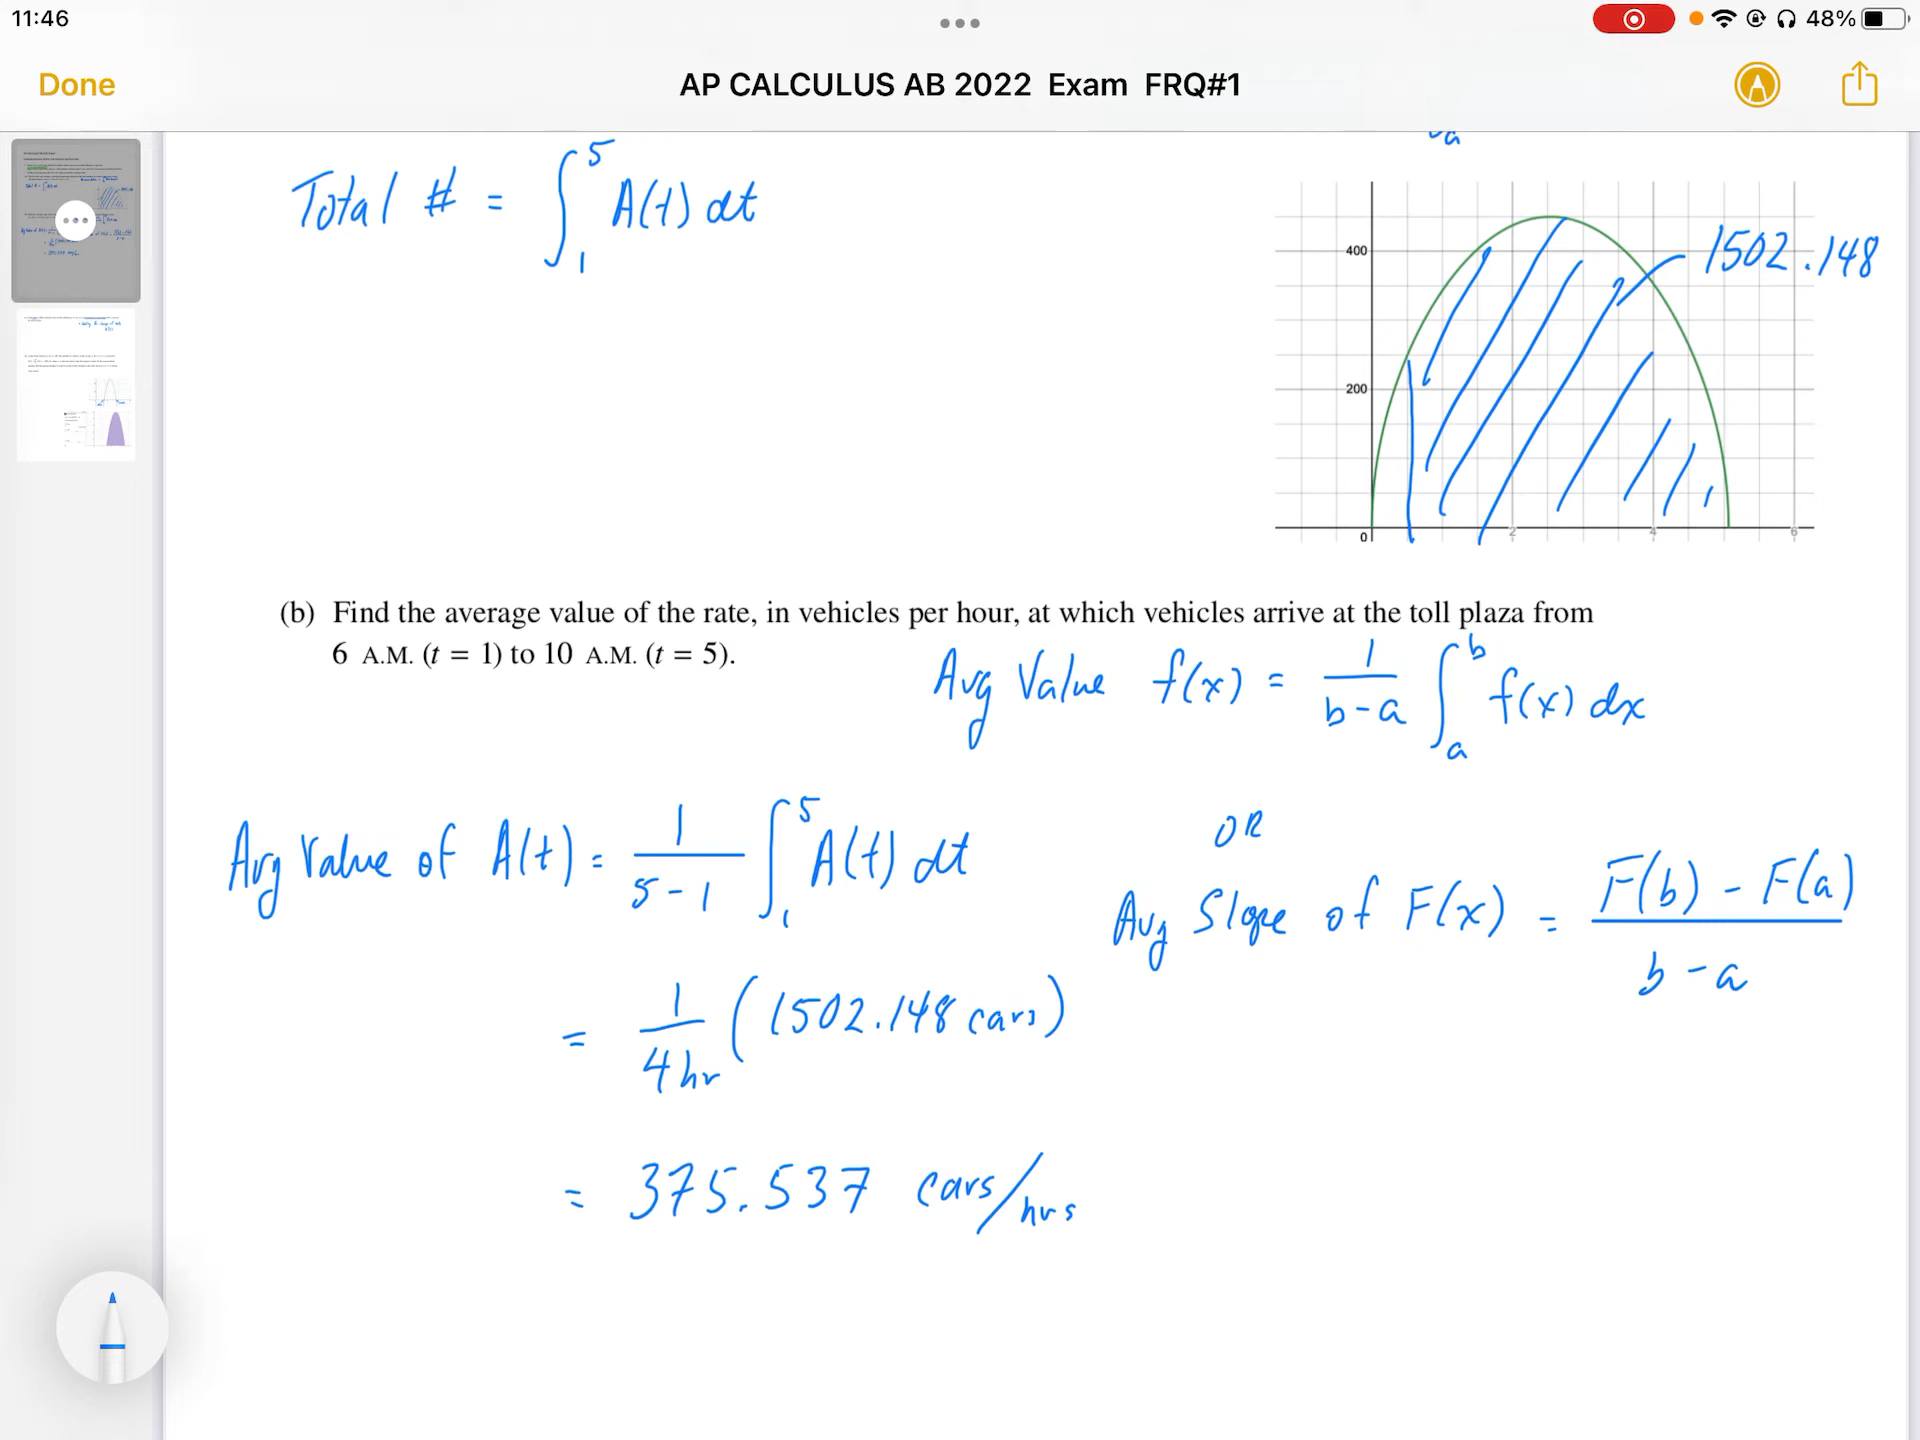 11:46
48%
Done
AP CALCULUS AB 2022 Exam FRQ#1
a
Total # = ∫₁⁵ A(t) dt
400
200
0
2
4
6
1502.148
(b) Find the average value of the rate, in vehicles per hour, at which vehicles arrive at the toll plaza from
6 A.M. (t = 1) to 10 A.M. (t = 5).
Avg Value f(x) = 1/(b-a) ∫ₐᵇ f(x) dx
Avg Value of A(t) = 1/(5-1) ∫₁⁵ A(t) dt
OR
Avg Slope of F(x) = (F(b) - F(a))/(b-a)
= 1/(4hr) (1502.148 cars)
= 375.537 cars/hrs